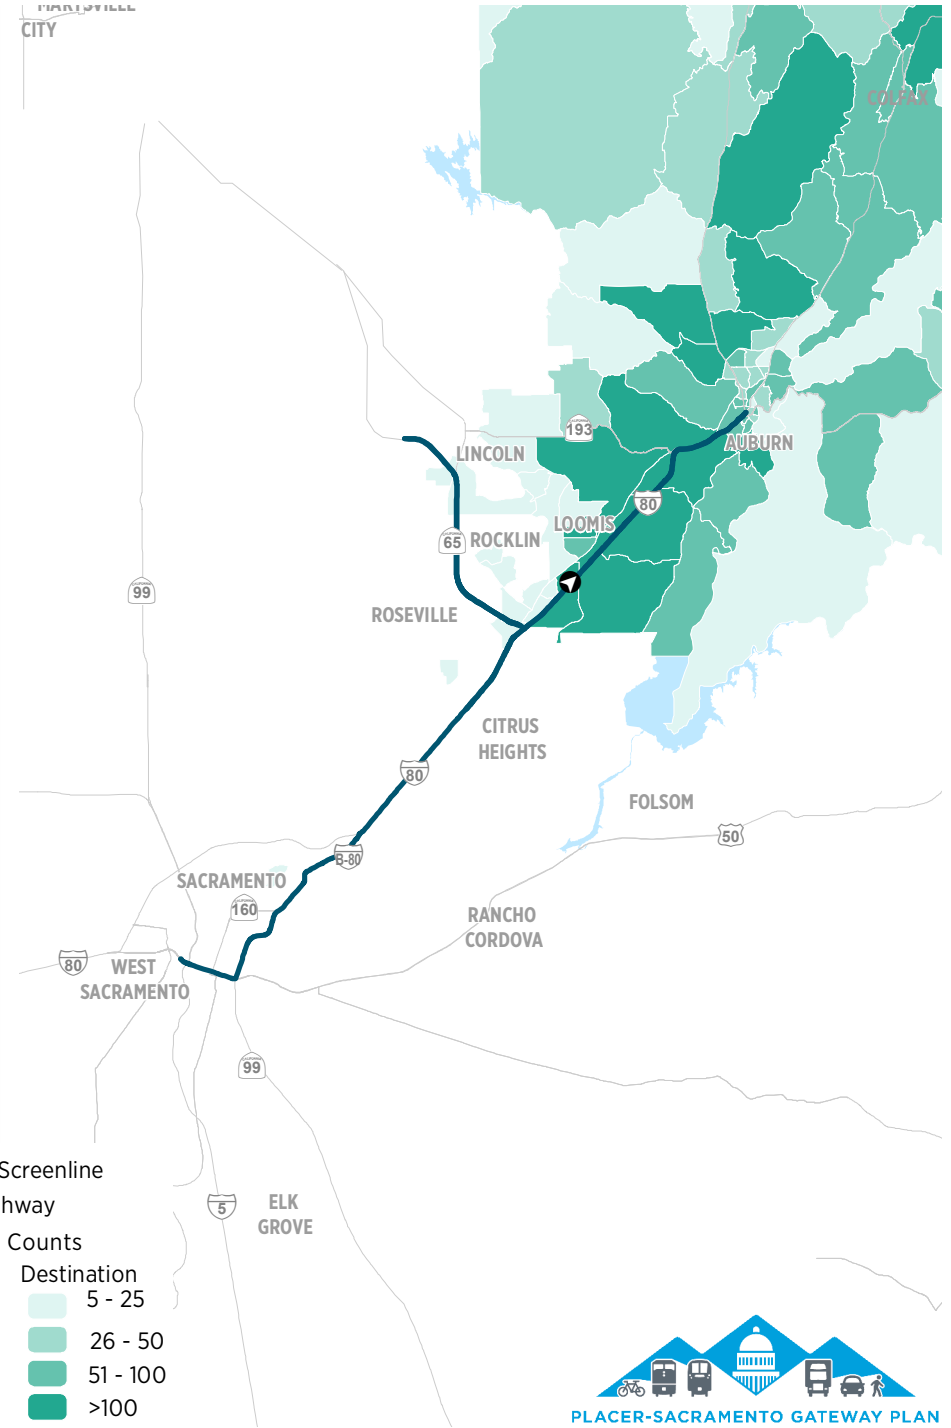 MARYSVILLE
CITY
COLFAX
193
AUBURN
LINCOLN
80
LOOMIS
CALIFORNIA
65
ROCKLIN
99
ROSEVILLE
CITRUS
HEIGHTS
80
FOLSOM
50
B-80
SACRAMENTO
160
RANCHO
CORDOVA
80
WEST
SACRAMENTO
99
Screenline
hway
5
ELK
GROVE
Counts
Destination
5 - 25
26 - 50
51 - 100
>100
PLACER-SACRAMENTO GATEWAY PLAN